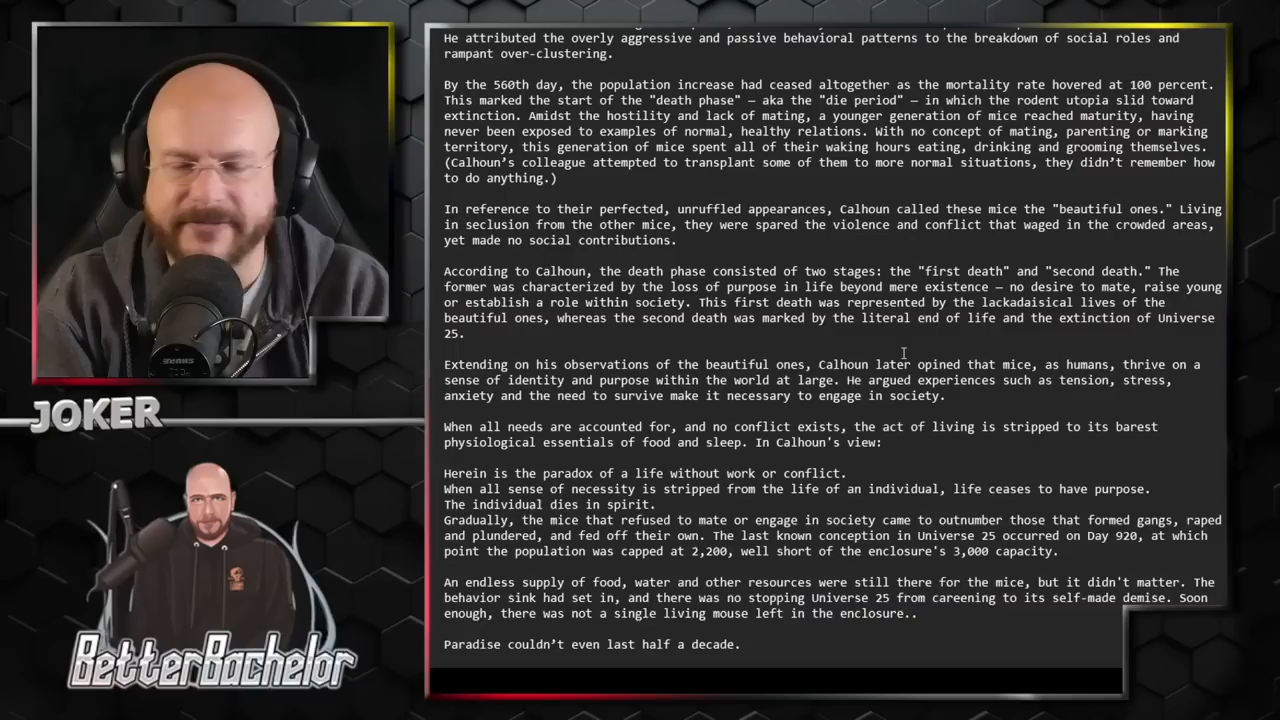 He attributed the overly aggressive and passive behavioral patterns to the breakdown of social roles and
rampant over-clustering.
By the 560th day, the population increase had ceased altogether as the mortality rate hovered at 100 percent.
This marked the start of the "death phase" — aka the "die period" — in which the rodent utopia slid toward
extinction. Amidst the hostility and lack of mating, a younger generation of mice reached maturity, having
never been exposed to examples of normal, healthy relations. With no concept of mating, parenting or marking
territory, this generation of mice spent all of their waking hours eating, drinking and grooming themselves.
(Calhoun’s colleague attempted to transplant some of them to more normal situations, they didn’t remember how
to do anything.)
In reference to their perfected, unruffled appearances, Calhoun called these mice the "beautiful ones." Living
in seclusion from the other mice, they were spared the violence and conflict that waged in the crowded areas,
yet made no social contributions.
According to Calhoun, the death phase consisted of two stages: the "first death" and "second death." The
former was characterized by the loss of purpose in life beyond mere existence — no desire to mate, raise young
or establish a role within society. This first death was represented by the lackadaisical lives of the
beautiful ones, whereas the second death was marked by the literal end of life and the extinction of Universe
25.
Extending on his observations of the beautiful ones, Calhoun later opined that mice, as humans, thrive on a
sense of identity and purpose within the world at large. He argued experiences such as tension, stress,
anxiety and the need to survive make it necessary to engage in society.
When all needs are accounted for, and no conflict exists, the act of living is stripped to its barest
physiological essentials of food and sleep. In Calhoun's view:
Herein is the paradox of a life without work or conflict.
When all sense of necessity is stripped from the life of an individual, life ceases to have purpose.
The individual dies in spirit.
Gradually, the mice that refused to mate or engage in society came to outnumber those that formed gangs, raped
and plundered, and fed off their own. The last known conception in Universe 25 occurred on Day 920, at which
point the population was capped at 2,200, well short of the enclosure's 3,000 capacity.
An endless supply of food, water and other resources were still there for the mice, but it didn't matter. The
behavior sink had set in, and there was no stopping Universe 25 from careening to its self-made demise. Soon
enough, there was not a single living mouse left in the enclosure..
Paradise couldn’t even last half a decade.
SHURE
JOKER
BetterBachelor